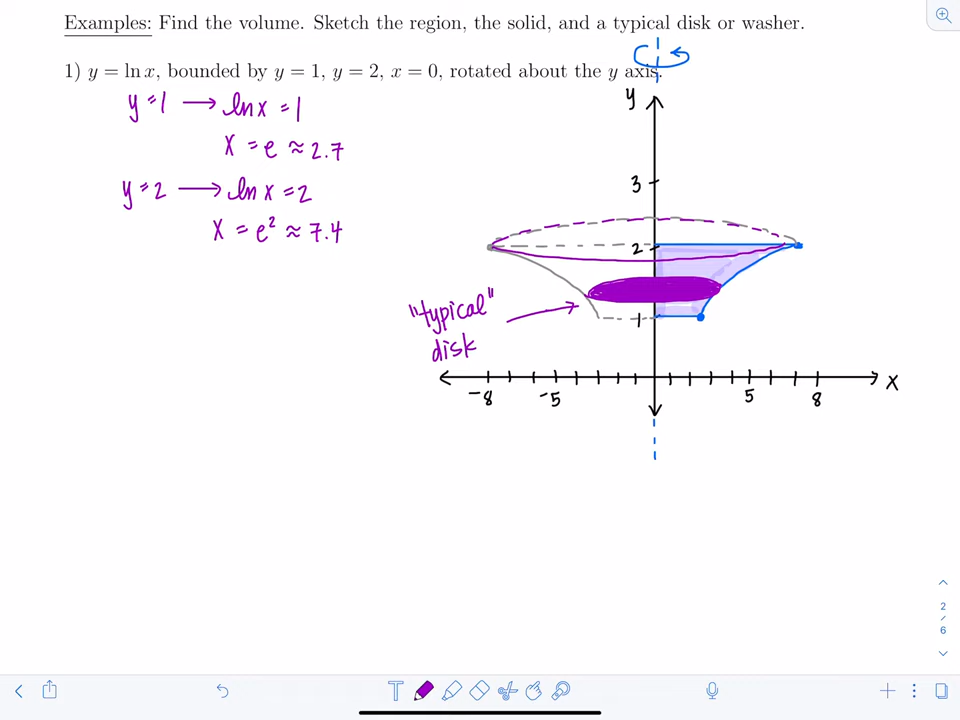 Examples: Find the volume. Sketch the region, the solid, and a typical disk or washer.
1) y = ln x, bounded by y = 1, y = 2, x = 0, rotated about the y axis.
y = 1 → ln x = 1
x = e ≈ 2.7
y = 2 → ln x = 2
x = e² ≈ 7.4
y
3
2
"typical"
disk
1
x
-8
-5
5
8
2
/
6
T